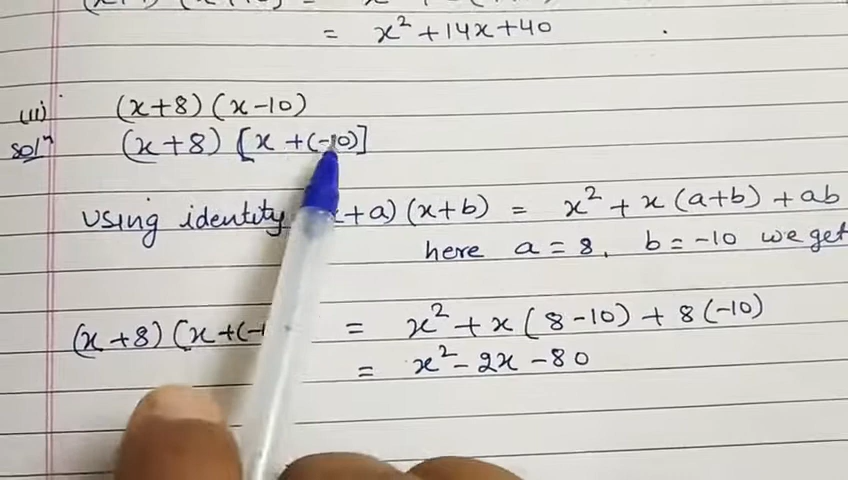 = x² + 14x + 40
(ii) (x+8) (x-10)
Solⁿ (x+8) [x + (-10)]
Using identity + a) (x+b) = x² + x (a+b) + ab
here a = 8, b = -10 we get
(x+8) (x+(-1 = x² + x (8-10) + 8 (-10)
= x² - 2x - 80